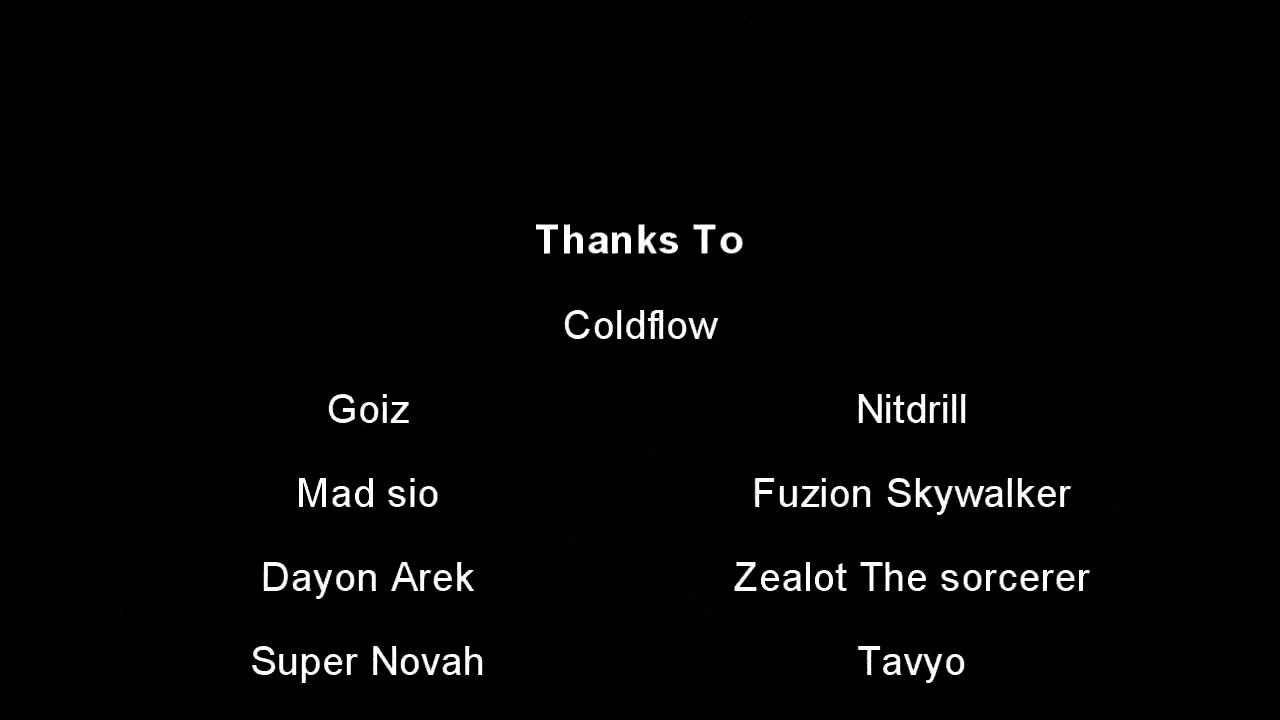 Thanks To
Coldflow
Goiz Nitdrill
Mad sio Fuzion Skywalker
Dayon Arek Zealot The sorcerer
Super Novah Tavyo